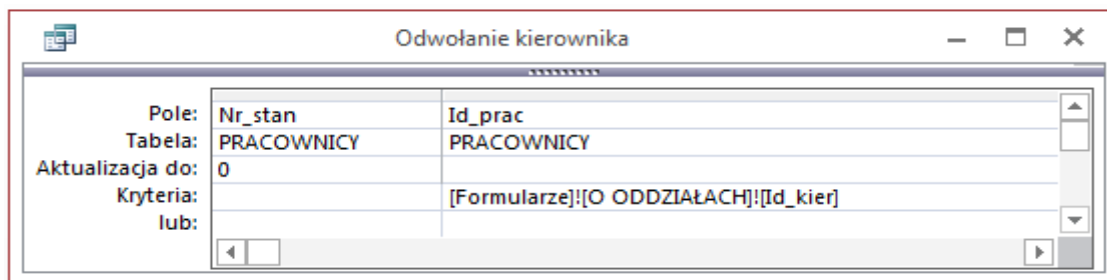 Odwołanie kierownika
Pole: Nr_stan Id_prac
Tabela: PRACOWNICY PRACOWNICY
Aktualizacja do: 0
Kryteria: [Formularze]![O ODDZIAŁACH]![Id_kier]
lub: